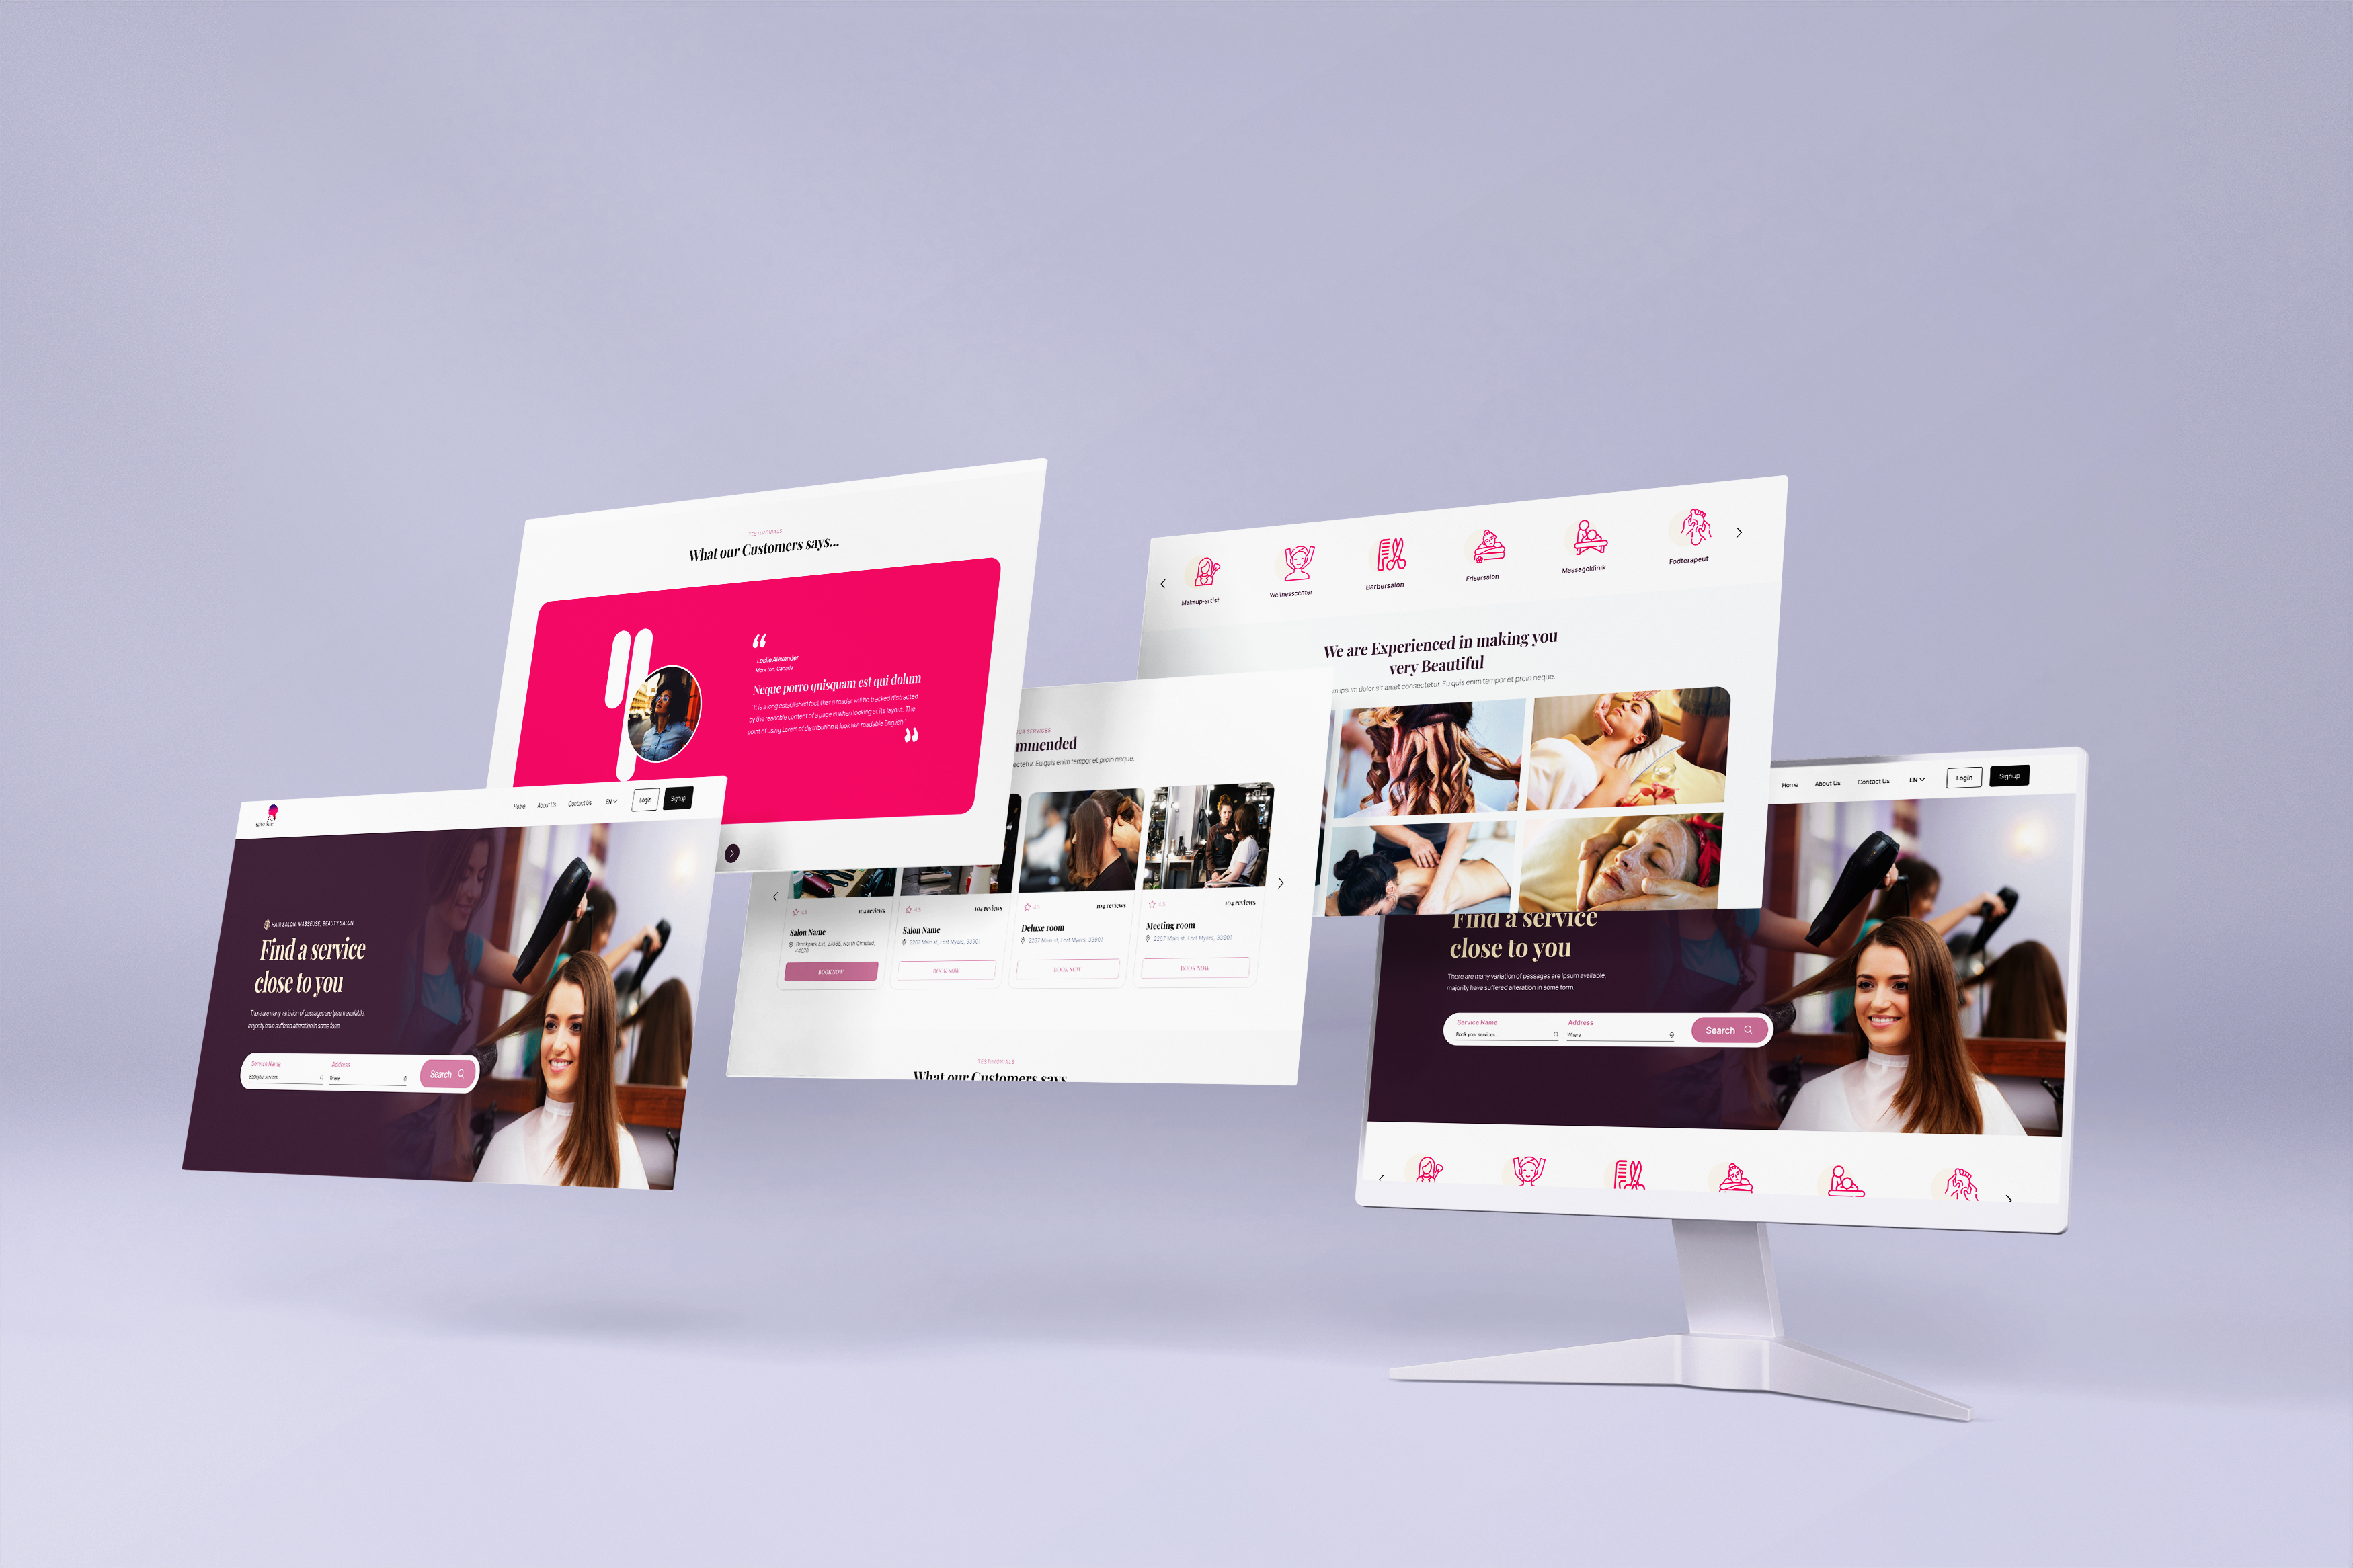 Home
About Us
Contact Us
EN
Login
Signup
HAIR SALON, MASSEUSE, BEAUTY SALON
Find a service
close to you
There are many variation of passages are Ipsum available,
majority have suffered alteration in some form.
Service Name
Address
Book your services..
Where
Search
TESTIMONIALS
What our Customers says...
Leslie Alexander
Moncton, Canada
Neque porro quisquam est qui dolum
" It is a long established fact that a reader will be tracked distracted
by the readable content of a page is when looking at its layout. The
point of using Lorem of distribution it look like readable English "
OUR SERVICES
mmended
ectetur. Eu quis enim tempor et proin neque.
104 reviews
Salon Name
Brookpark Ext, 27065, North Olmsted,
44070
BOOK NOW
104 reviews
Salon Name
2287 Main st, Fort Myers, 33901
BOOK NOW
104 reviews
Deluxe room
2287 Main st, Fort Myers, 33901
BOOK NOW
104 reviews
Meeting room
2287 Main st, Fort Myers, 33901
BOOK NOW
TESTIMONIALS
What our Customers says
Makeup-artist
Wellnesscenter
Barbersalon
Frisørsalon
Massageklinik
Fodterapeut
We are Experienced in making you
very Beautiful
m ipsum dolor sit amet consectetur. Eu quis enim tempor et proin neque.
Home
About Us
Contact Us
EN
Login
Signup
Find a service
close to you
There are many variation of passages are Ipsum available,
majority have suffered alteration in some form.
Service Name
Address
Book your services..
Where
Search